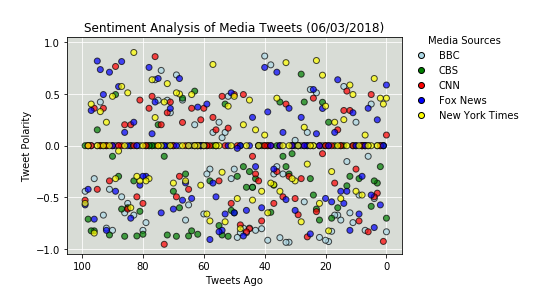 Sentiment Analysis of Media Tweets (06/03/2018)
Media Sources
BBC
CBS
CNN
Fox News
New York Times
1.0
0.5
0.0
−0.5
−1.0
Tweet Polarity
100 80 60 40 20 0
Tweets Ago